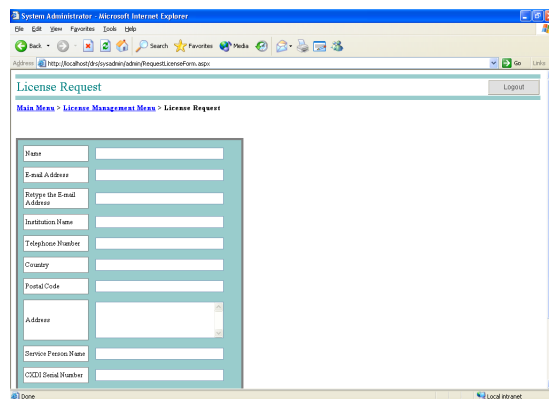 System Administrator - Microsoft Internet Explorer
File Edit View Favorites Tools Help
Back Search Favorites Media
Address http://localhost/drs/sysadmin/admin/RequestLicenseForm.aspx Go Links
License Request Logout
Main Menu > License Management Menu > License Request
Name
E-mail Address
Retype the E-mail
Address
Institution Name
Telephone Number
Country
Postal Code
Address
Service Person Name
CXDI Serial Number
Done Local intranet